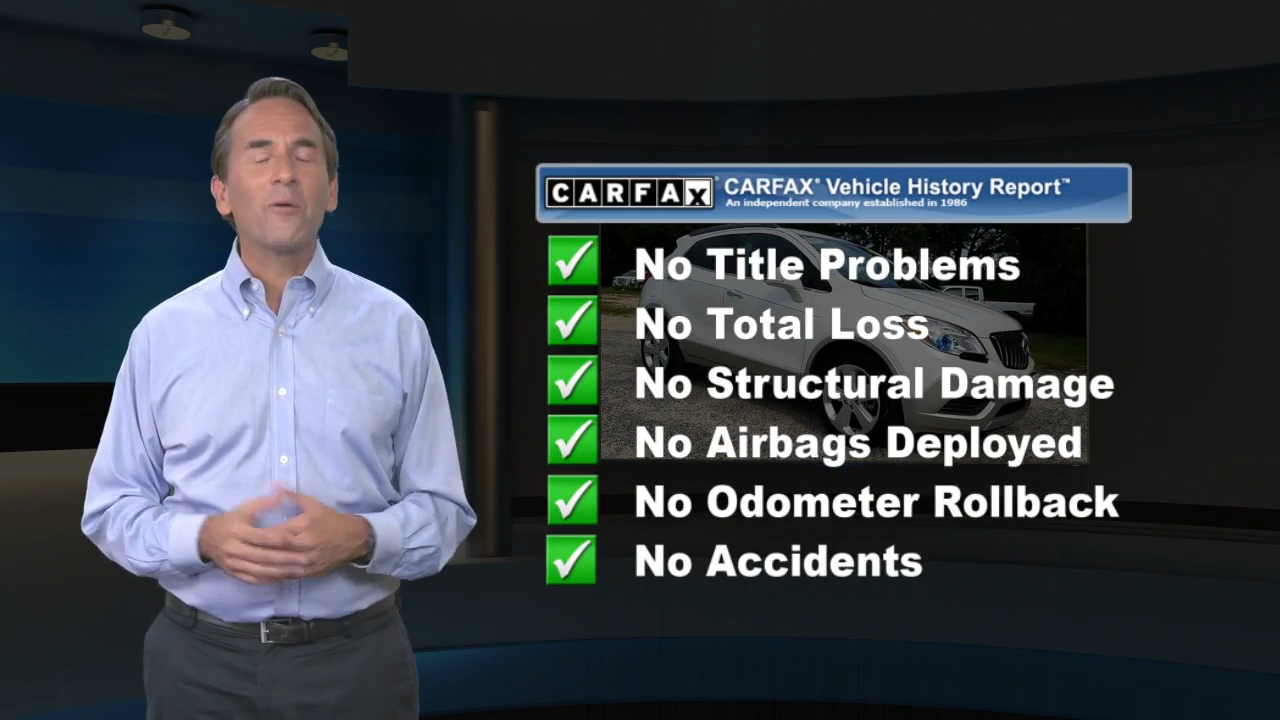 CARFAX® CARFAX® Vehicle History Report™
An independent company established in 1986
No Title Problems
No Total Loss
No Structural Damage
No Airbags Deployed
No Odometer Rollback
No Accidents